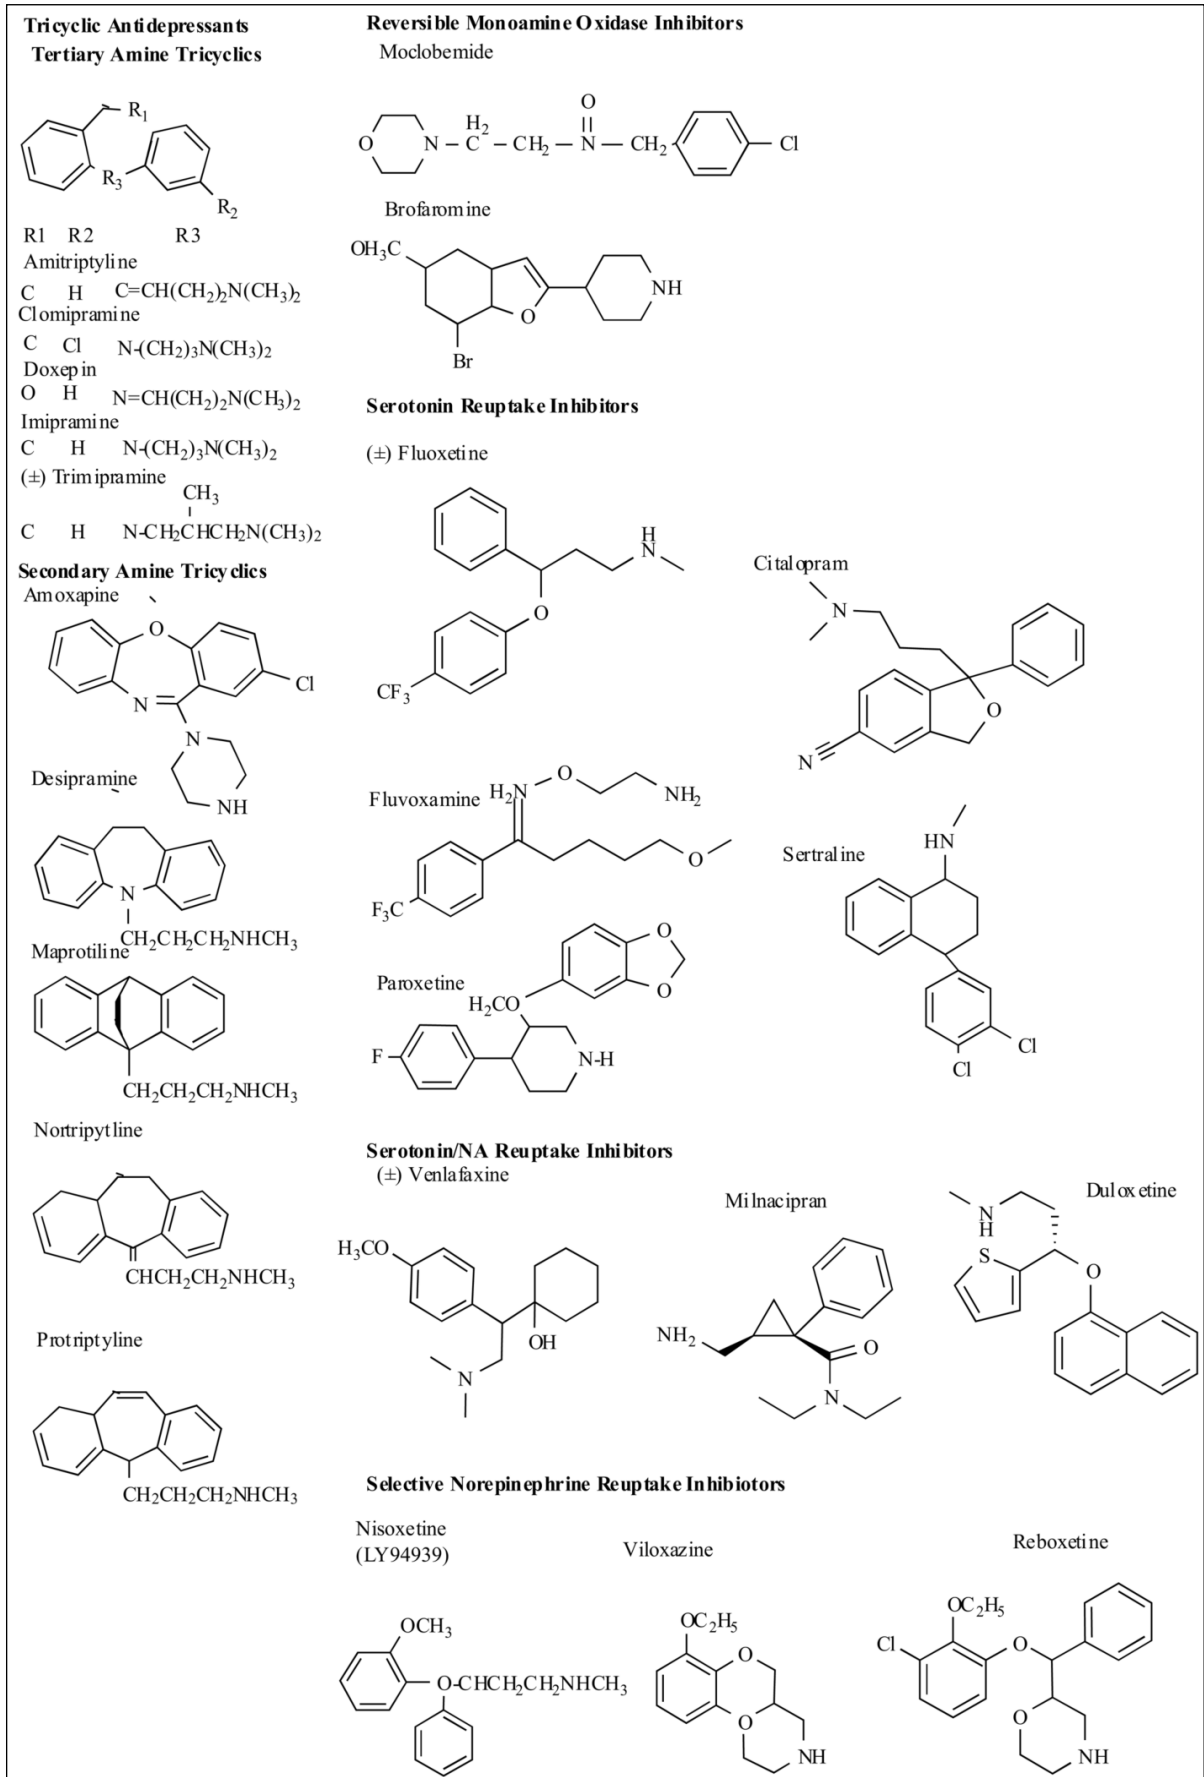 Tricyclic Antidepressants
Tertiary Amine Tricyclics
R1
R3
R2
R1 R2 R3
Amitriptyline
C H C=CH(CH2)2N(CH3)2
Clomipramine
C Cl N-(CH2)3N(CH3)2
Doxepin
O H N=CH(CH2)2N(CH3)2
Imipramine
C H N-(CH2)3N(CH3)2
(±) Trimipramine
CH3
C H N-CH2CHCH2N(CH3)2
Secondary Amine Tricyclics
Amoxapine
O
Cl
N
N
NH
Desipramine
N
CH2CH2CH2NHCH3
Maprotiline
CH2CH2CH2NHCH3
Nortripytline
CHCH2CH2NHCH3
Protriptyline
CH2CH2CH2NHCH3
Reversible Monoamine Oxidase Inhibitors
Moclobemide
O
H2
O N C CH2 N CH2 Cl
Brofaromine
OH3C
NH
O
Br
Serotonin Reuptake Inhibitors
(±) Fluoxetine
H
N
O
CF3
Citalopram
N
O
N
Fluvoxamine
H2N O NH2
O
F3C
Sertraline
HN
Cl
Cl
Paroxetine
O
O
H2CO
F
N-H
Serotonin/NA Reuptake Inhibitors
(±) Venlafaxine
H3CO
OH
N
Milnacipran
NH2
O
N
Duloxetine
N
H
S
O
Selective Norepinephrine Reuptake Inhibiotors
Nisoxetine
(LY94939)
OCH3
O-CHCH2CH2NHCH3
Viloxazine
OC2H5
O
O
NH
Reboxetine
OC2H5
Cl
O
O
NH